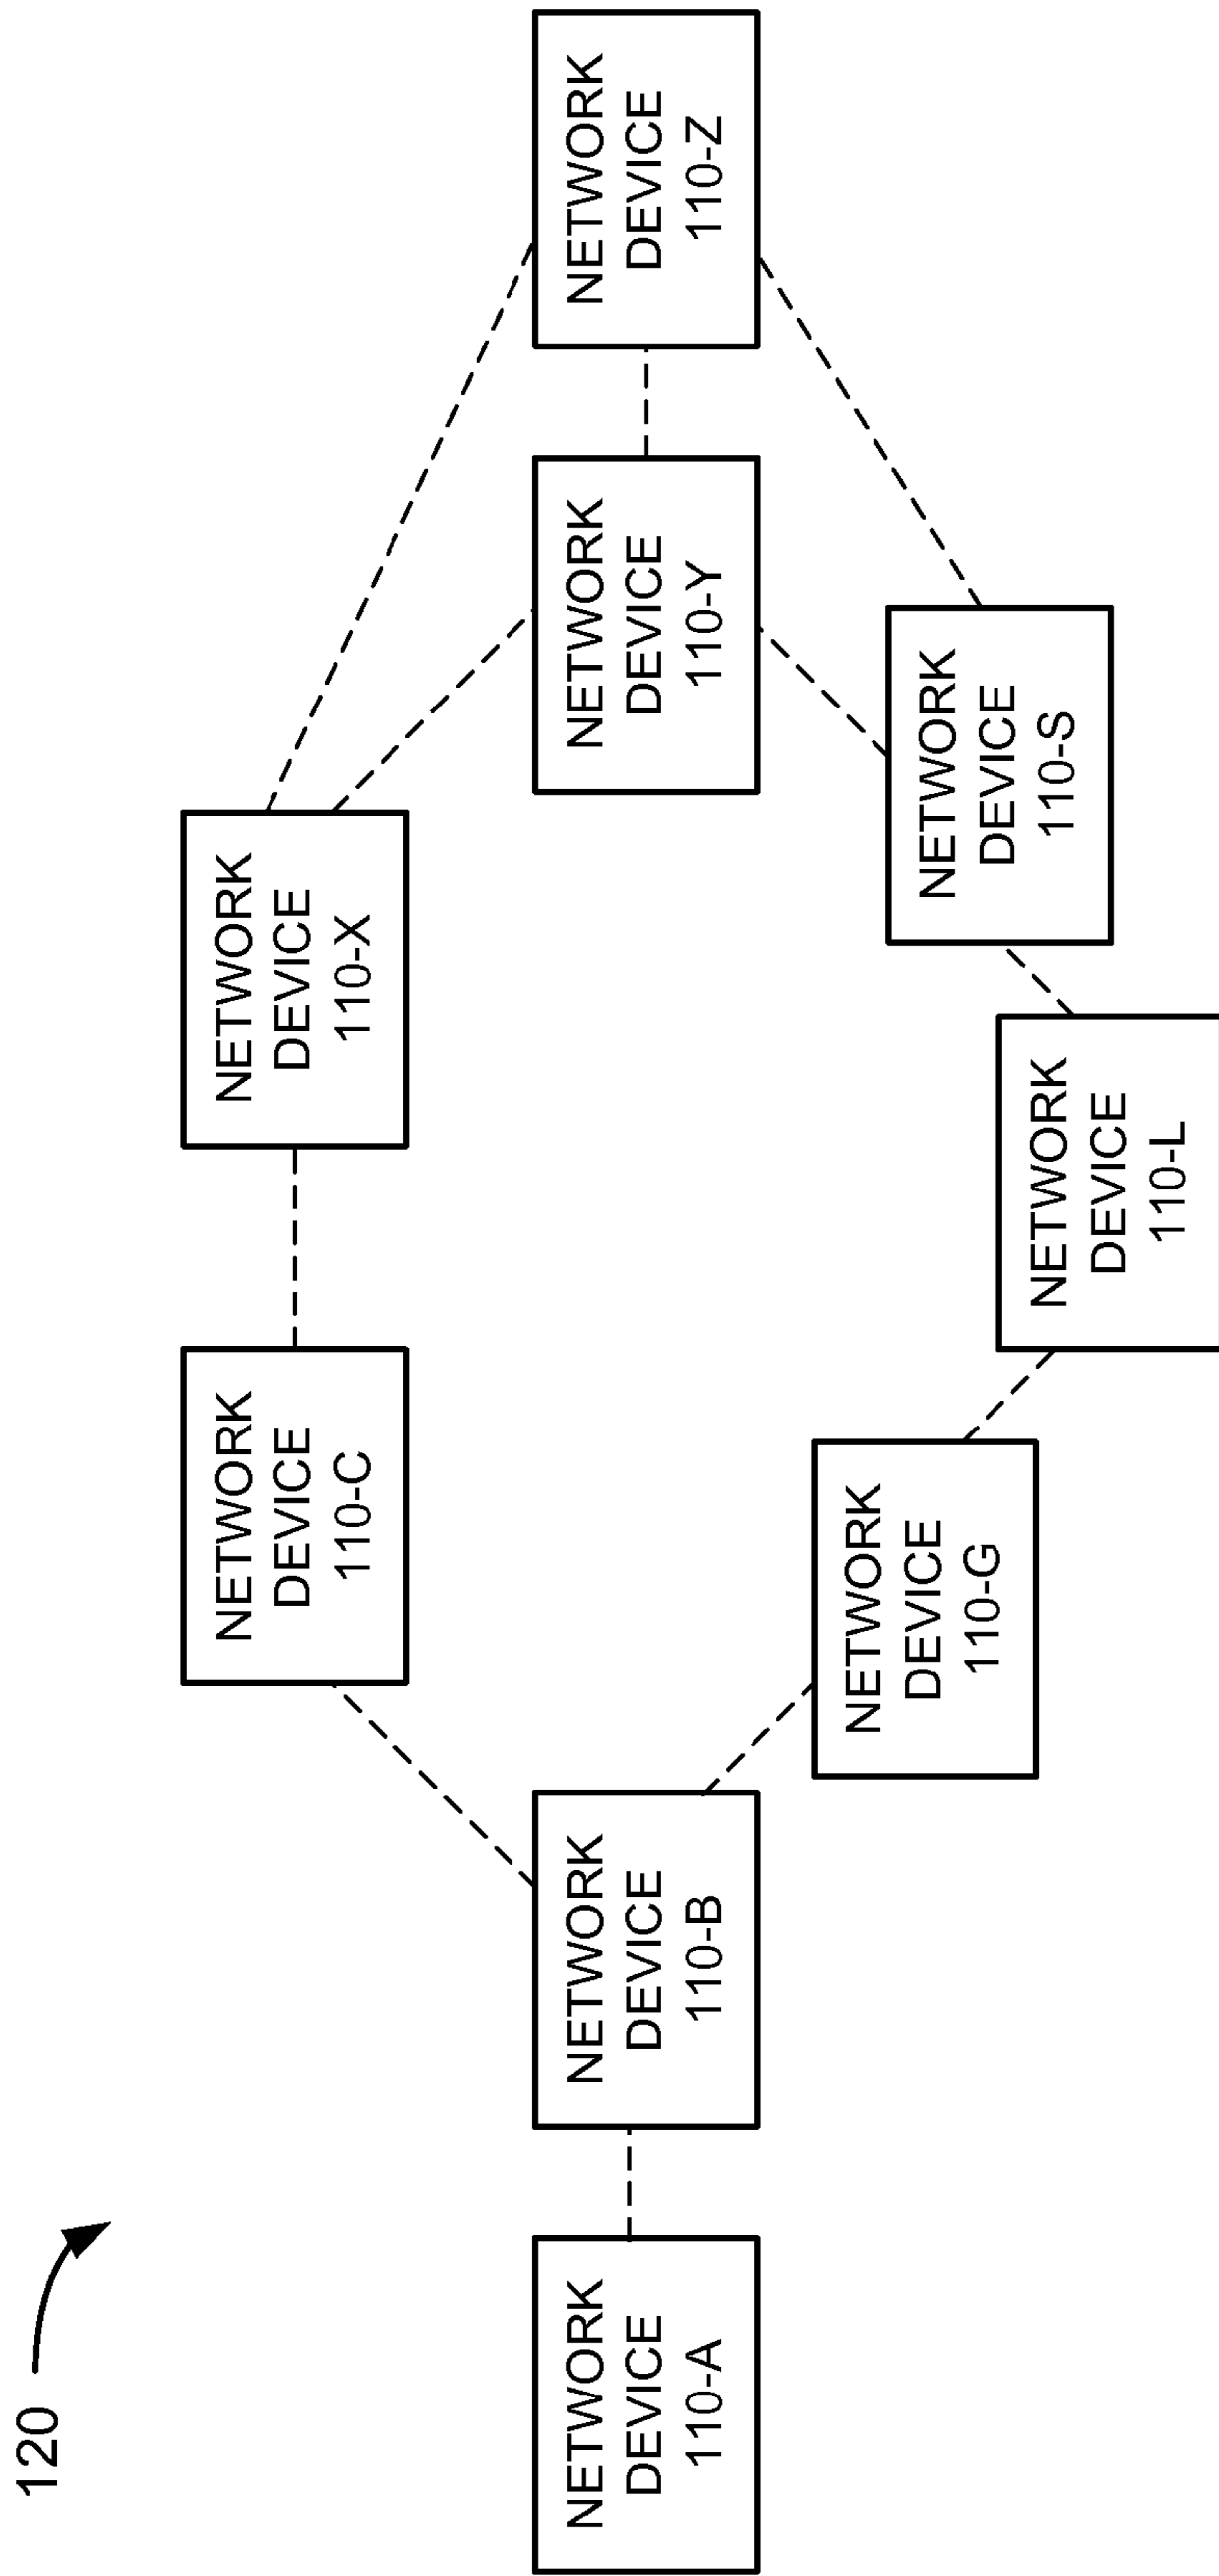 120
NETWORK
DEVICE
110-A
NETWORK
DEVICE
110-B
NETWORK
DEVICE
110-C
NETWORK
DEVICE
110-X
NETWORK
DEVICE
110-G
NETWORK
DEVICE
110-L
NETWORK
DEVICE
110-S
NETWORK
DEVICE
110-Y
NETWORK
DEVICE
110-Z